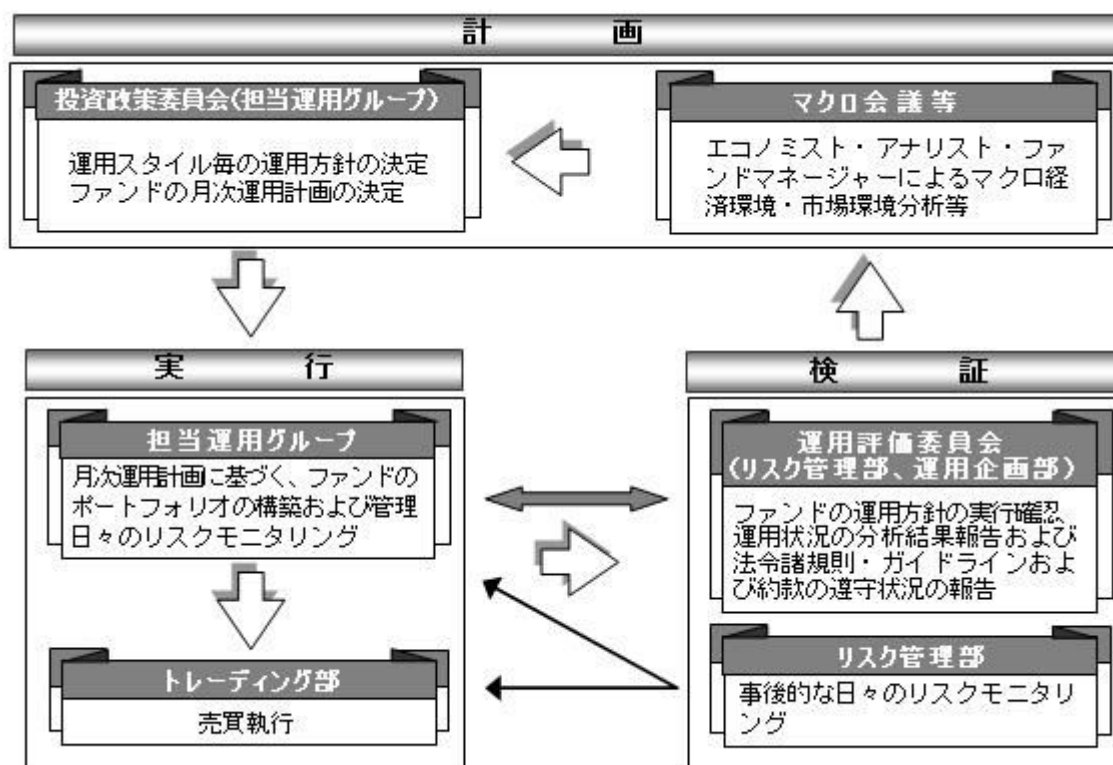 計画
投資政策委員会(担当運用グループ)
運用スタイル毎の運用方針の決定
ファンドの月次運用計画の決定
マクロ会議等
エコノミスト・アナリスト・ファ
ンドマネージャーによるマクロ経
済環境・市場環境分析等
実行
担当運用グループ
月次運用計画に基づく、ファンドの
ポートフォリオの構築および管理
日々のリスクモニタリング
トレーディング部
売買執行
検証
運用評価委員会
(リスク管理部、運用企画部)
ファンドの運用方針の実行確認、
運用状況の分析結果報告および
法令諸規則・ガイドラインおよ
び約款の遵守状況の報告
リスク管理部
事後的な日々のリスクモニタリ
ング